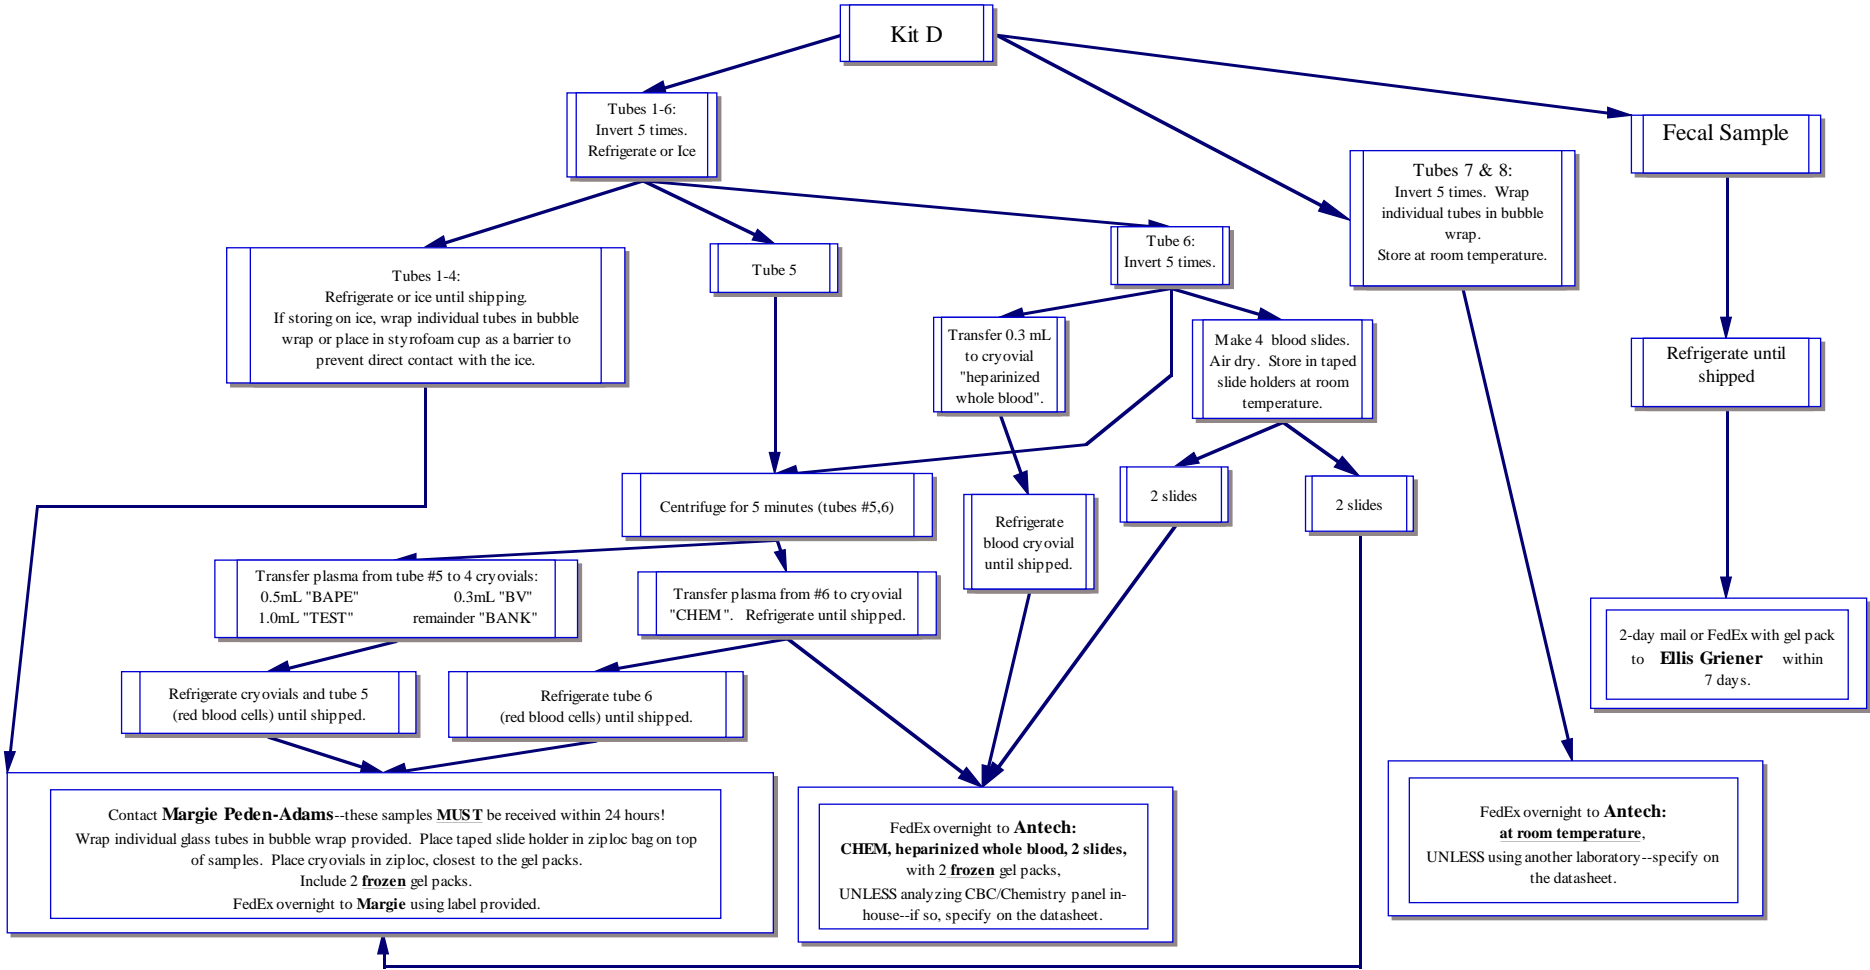 Kit D
Tubes 1-6:
Invert 5 times.
Refrigerate or Ice
Fecal Sample
Tubes 7 & 8:
Invert 5 times. Wrap
individual tubes in bubble
wrap.
Store at room temperature.
Tubes 1-4:
Refrigerate or ice until shipping.
If storing on ice, wrap individual tubes in bubble
wrap or place in styrofoam cup as a barrier to
prevent direct contact with the ice.
Tube 5
Tube 6:
Invert 5 times.
Transfer 0.3 mL
to cryovial
"heparinized
whole blood".
Make 4 blood slides.
Air dry. Store in taped
slide holders at room
temperature.
Refrigerate until
shipped
Centrifuge for 5 minutes (tubes #5,6)
Refrigerate
blood cryovial
until shipped.
2 slides
2 slides
Transfer plasma from tube #5 to 4 cryovials:
0.5mL "BAPE" 0.3mL "BV"
1.0mL "TEST" remainder "BANK"
Transfer plasma from #6 to cryovial
"CHEM". Refrigerate until shipped.
2-day mail or FedEx with gel pack
to Ellis Griener within
7 days.
Refrigerate cryovials and tube 5
(red blood cells) until shipped.
Refrigerate tube 6
(red blood cells) until shipped.
Contact Margie Peden-Adams--these samples MUST be received within 24 hours!
Wrap individual glass tubes in bubble wrap provided. Place taped slide holder in ziploc bag on top
of samples. Place cryovials in ziploc, closest to the gel packs.
Include 2 frozen gel packs.
FedEx overnight to Margie using label provided.
FedEx overnight to Antech:
CHEM, heparinized whole blood, 2 slides,
with 2 frozen gel packs,
UNLESS analyzing CBC/Chemistry panel in-
house--if so, specify on the datasheet.
FedEx overnight to Antech:
at room temperature,
UNLESS using another laboratory--specify on
the datasheet.